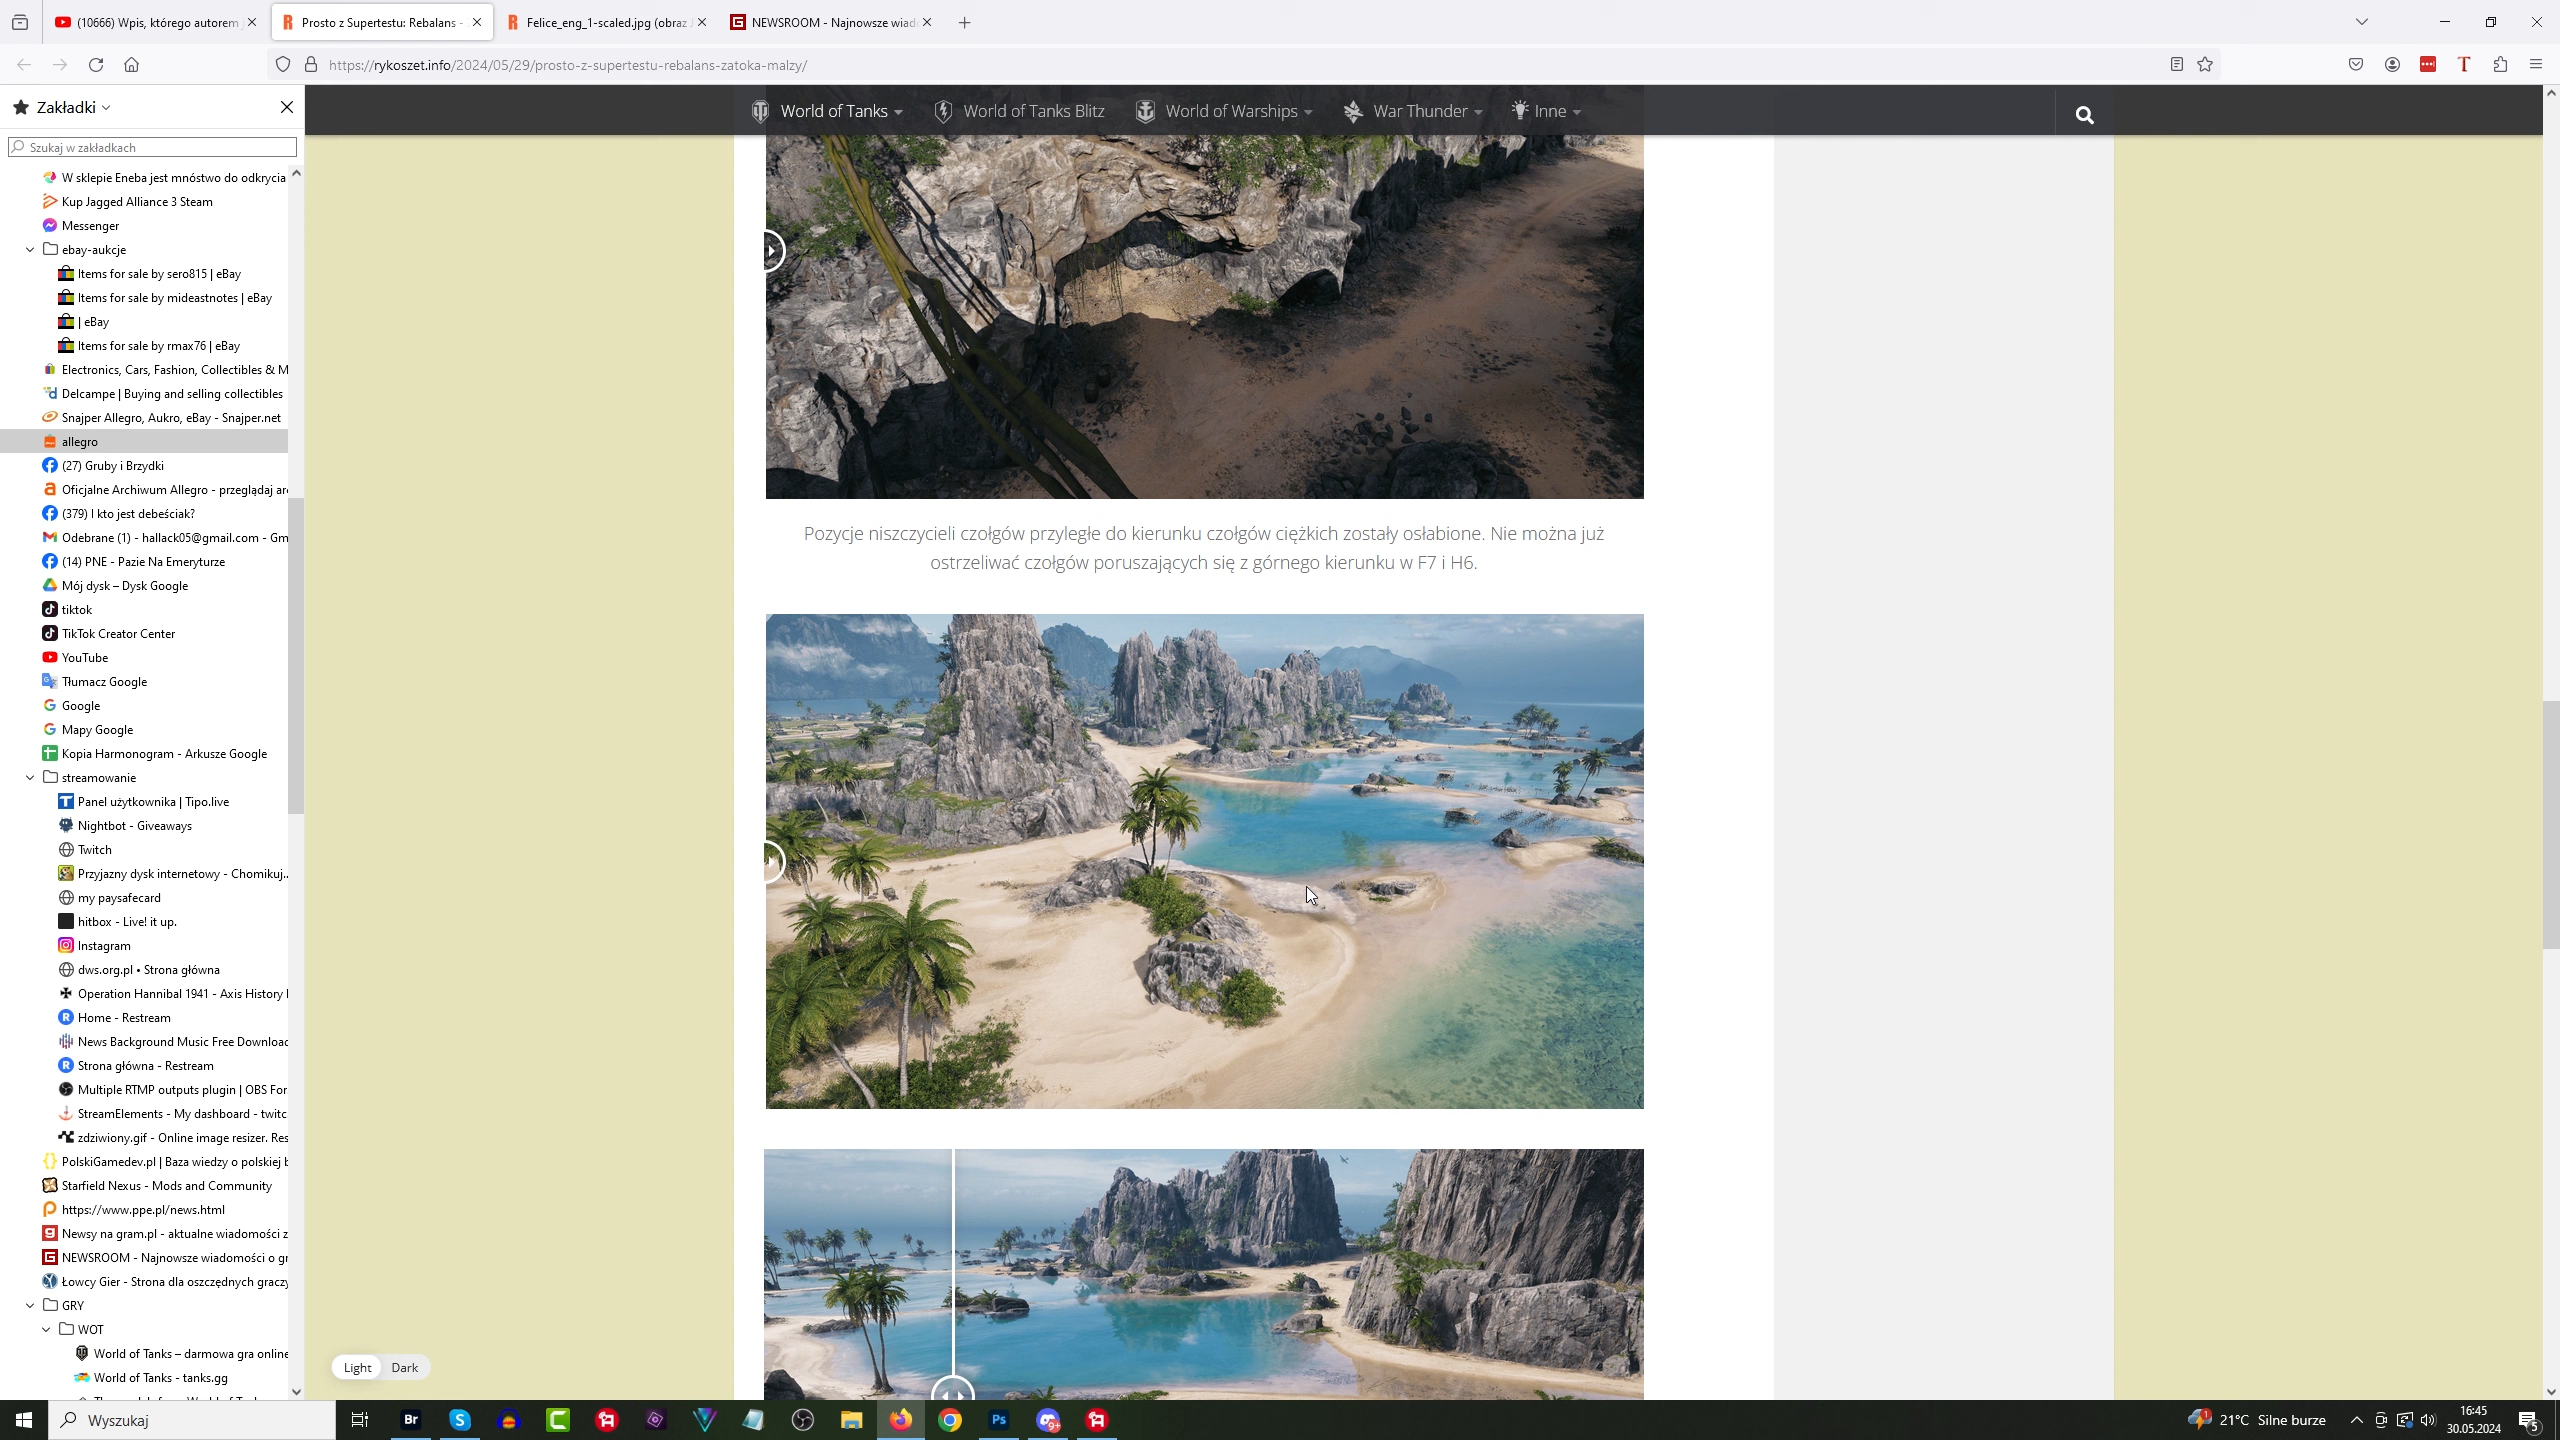 (10666) Wpis, którego autorem j
Prosto z Supertestu: Rebalans -
Felice_eng_1-scaled.jpg (obraz J
NEWSROOM - Najnowsze wiad
https://rykoszet.info/2024/05/29/prosto-z-supertestu-rebalans-zatoka-malzy/
Zakładki
World of Tanks
World of Tanks Blitz
World of Warships
War Thunder
Inne
Szukaj w zakładkach
W sklepie Eneba jest mnóstwo do odkrycia
Kup Jagged Alliance 3 Steam
Messenger
ebay-aukcje
Items for sale by sero815 | eBay
Items for sale by mideastnotes | eBay
| eBay
Items for sale by rmax76 | eBay
Electronics, Cars, Fashion, Collectibles & M
Delcampe | Buying and selling collectibles
Snajper Allegro, Aukro, eBay - Snajper.net
allegro
(27) Gruby i Brzydki
Oficjalne Archiwum Allegro - przeglądaj arc
(379) I kto jest debeściak?
Odebrane (1) - hallack05@gmail.com - Gm
(14) PNE - Pazie Na Emeryturze
Mój dysk – Dysk Google
tiktok
TikTok Creator Center
YouTube
Tłumacz Google
Google
Mapy Google
Kopia Harmonogram - Arkusze Google
streamowanie
Panel użytkownika | Tipo.live
Nightbot - Giveaways
Twitch
Przyjazny dysk internetowy - Chomikuj..
my paysafecard
hitbox - Live! it up.
Instagram
dws.org.pl • Strona główna
Operation Hannibal 1941 - Axis History
Home - Restream
News Background Music Free Download
Strona główna - Restream
Multiple RTMP outputs plugin | OBS For
StreamElements - My dashboard - twitc
zdziwiony.gif - Online image resizer. Res
PolskiGamedev.pl | Baza wiedzy o polskiej b
Starfield Nexus - Mods and Community
https://www.ppe.pl/news.html
Newsy na gram.pl - aktualne wiadomości z
NEWSROOM - Najnowsze wiadomości o gr
Łowcy Gier - Strona dla oszczędnych graczy
GRY
WOT
World of Tanks – darmowa gra online
World of Tanks - tanks.gg
Pozycje niszczycieli czołgów przyległe do kierunku czołgów ciężkich zostały osłabione. Nie można już
ostrzeliwać czołgów poruszających się z górnego kierunku w F7 i H6.
Light Dark
Wyszukaj
Br
Ps
9+
1
21°C Silne burze
16:45
30.05.2024
5